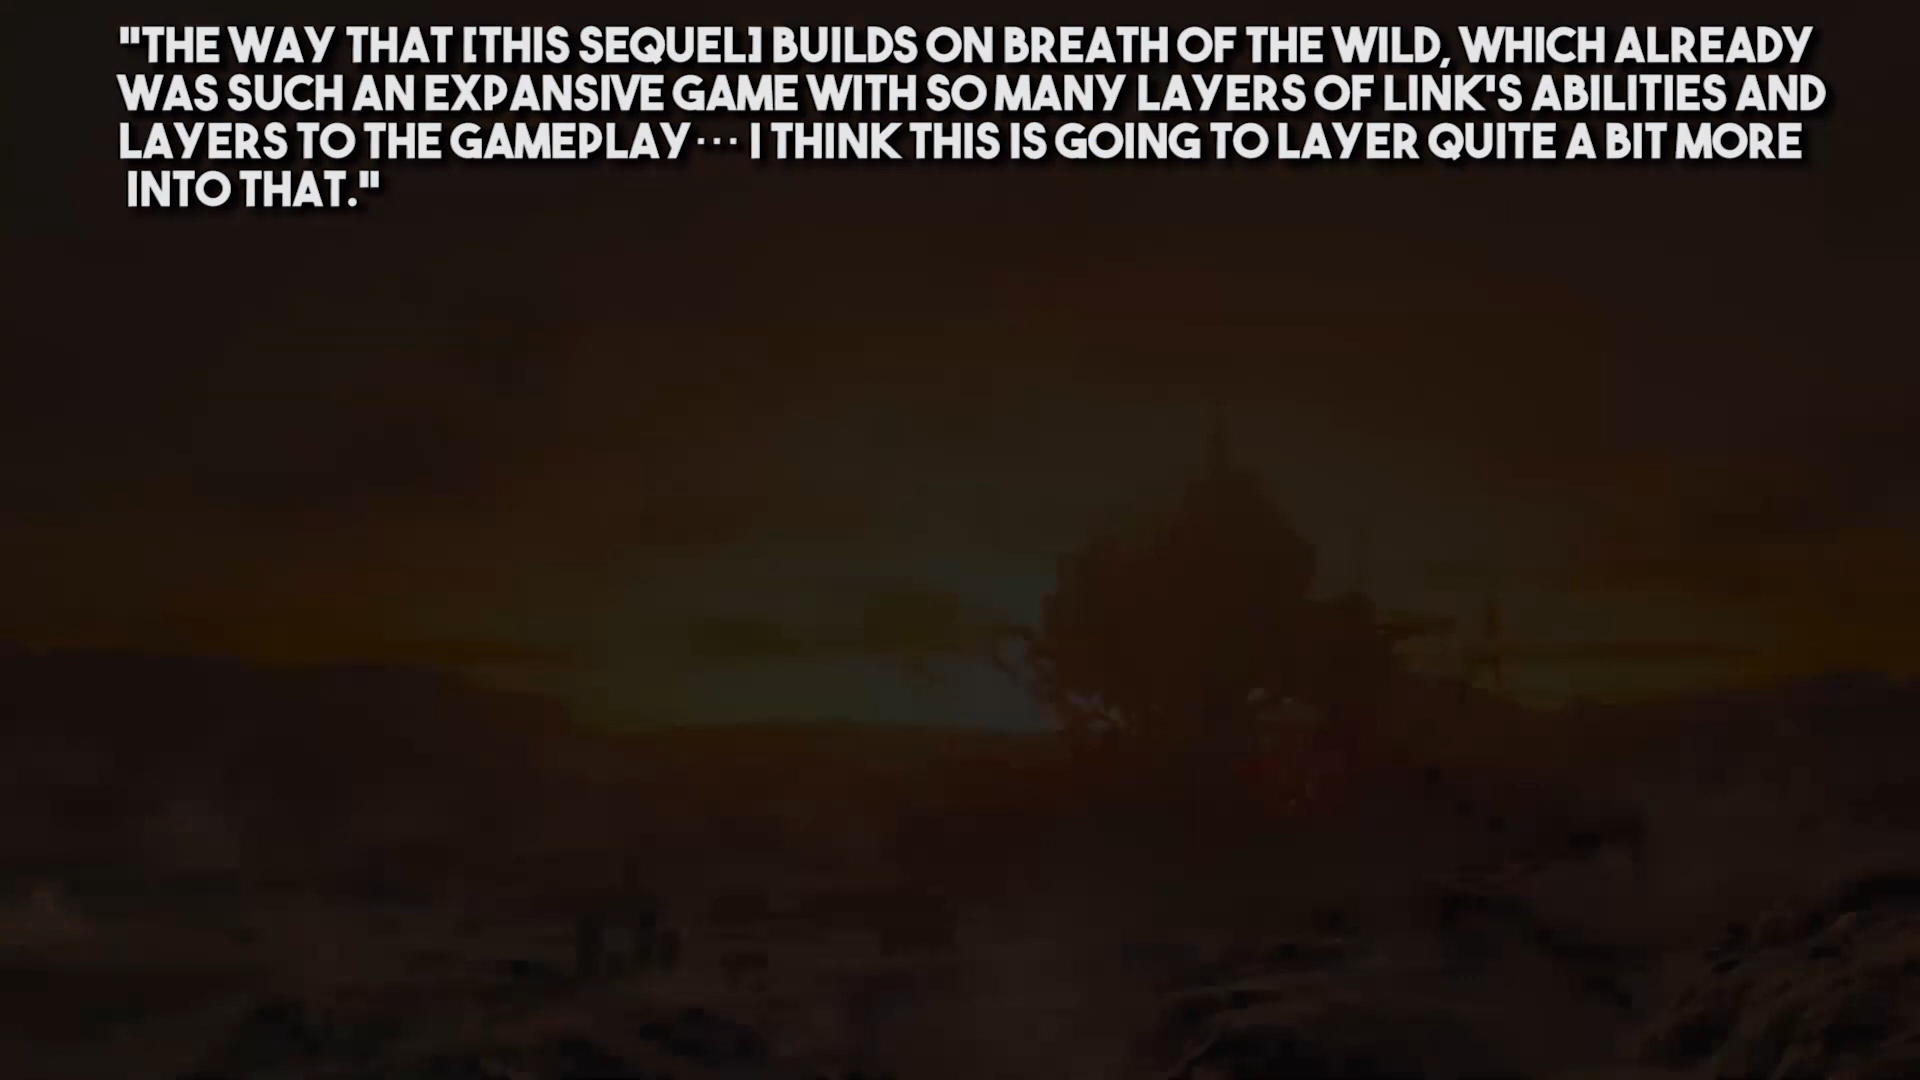 "THE WAY THAT [THIS SEQUEL] BUILDS ON BREATH OF THE WILD, WHICH ALREADY
WAS SUCH AN EXPANSIVE GAME WITH SO MANY LAYERS OF LINK'S ABILITIES AND
LAYERS TO THE GAMEPLAY··· I THINK THIS IS GOING TO LAYER QUITE A BIT MORE
INTO THAT."